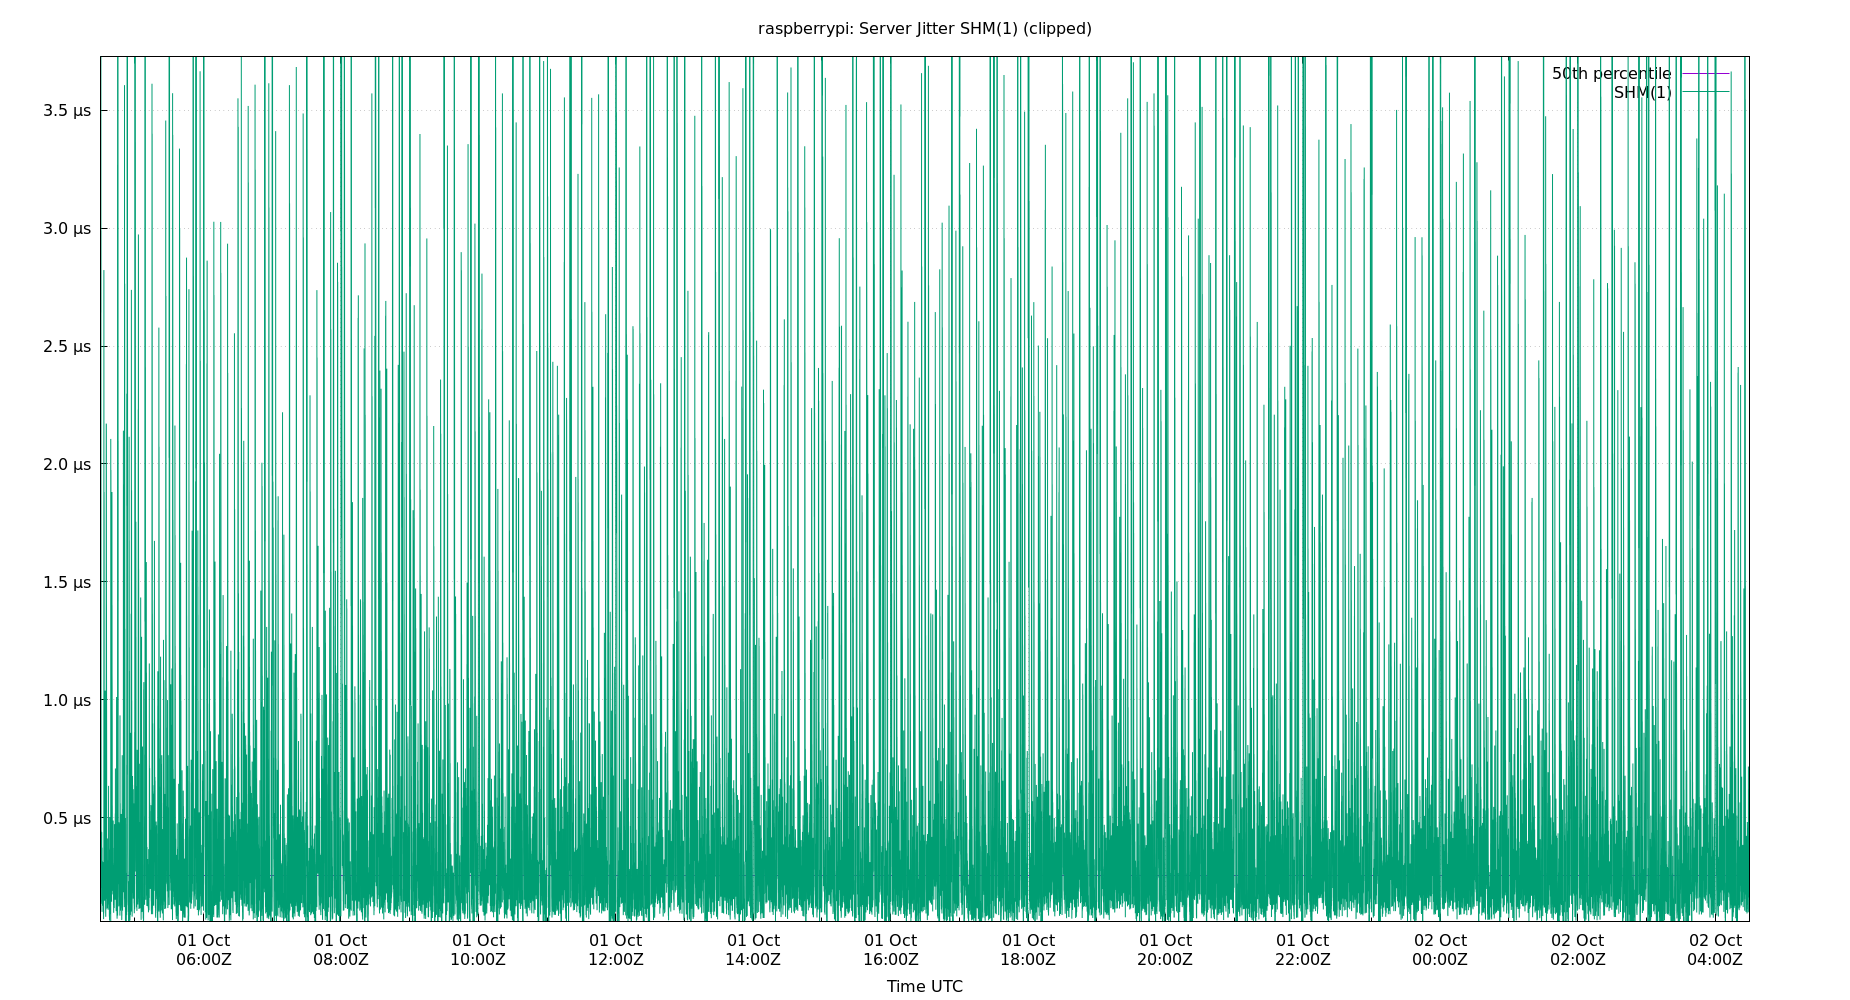 raspberrypi: Server Jitter SHM(1) (clipped)
50th percentile
SHM(1)
3.5 μs
3.0 μs
2.5 μs
2.0 μs
1.5 μs
1.0 μs
0.5 μs
01 Oct 01 Oct 01 Oct 01 Oct 01 Oct 01 Oct 01 Oct 01 Oct 01 Oct 02 Oct 02 Oct 02 Oct
06:00Z 08:00Z 10:00Z 12:00Z 14:00Z 16:00Z 18:00Z 20:00Z 22:00Z 00:00Z 02:00Z 04:00Z
Time UTC